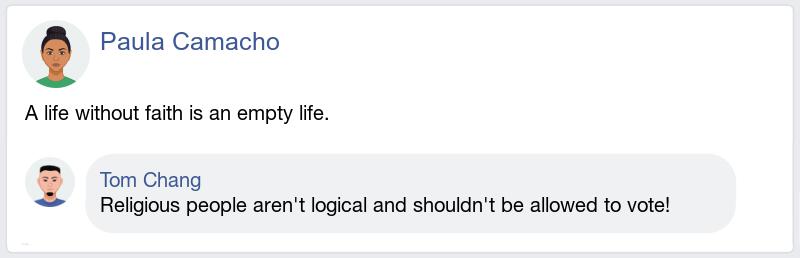 Paula Camacho
A life without faith is an empty life.
Tom Chang
Religious people aren't logical and shouldn't be allowed to vote!